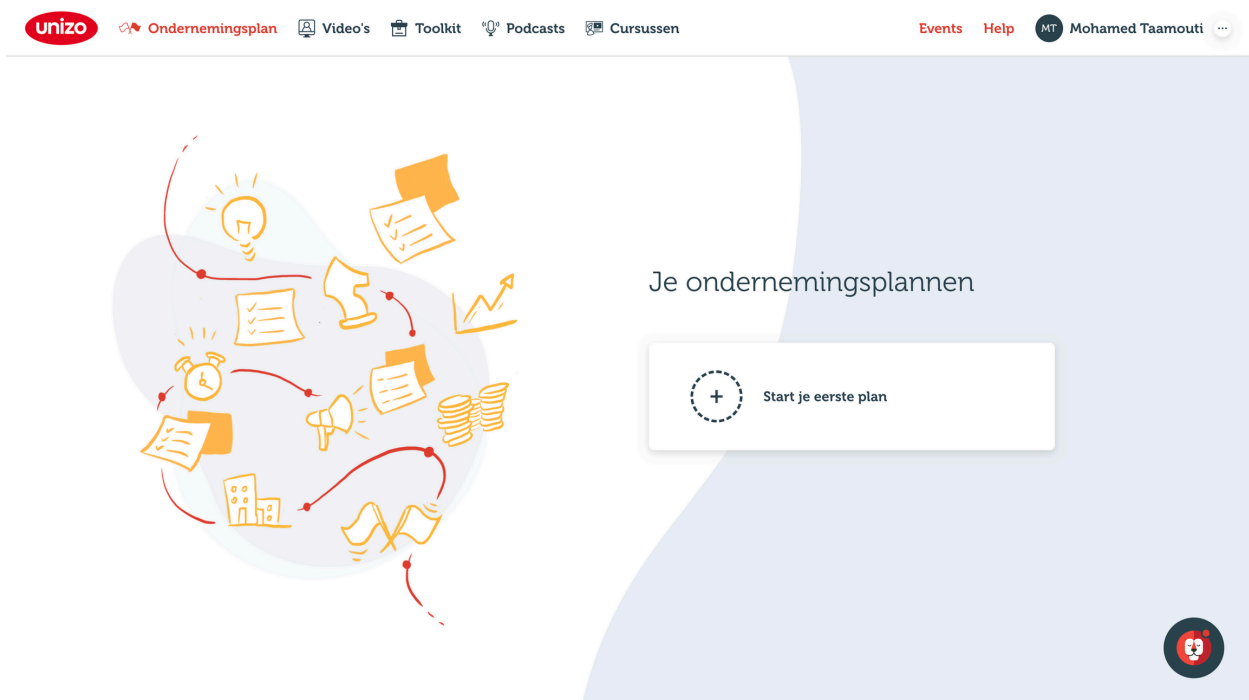 unizo
Ondernemingsplan
Video's
Toolkit
Podcasts
Cursussen
Events
Help
MT
Mohamed Taamouti
Je ondernemingsplannen
+ Start je eerste plan